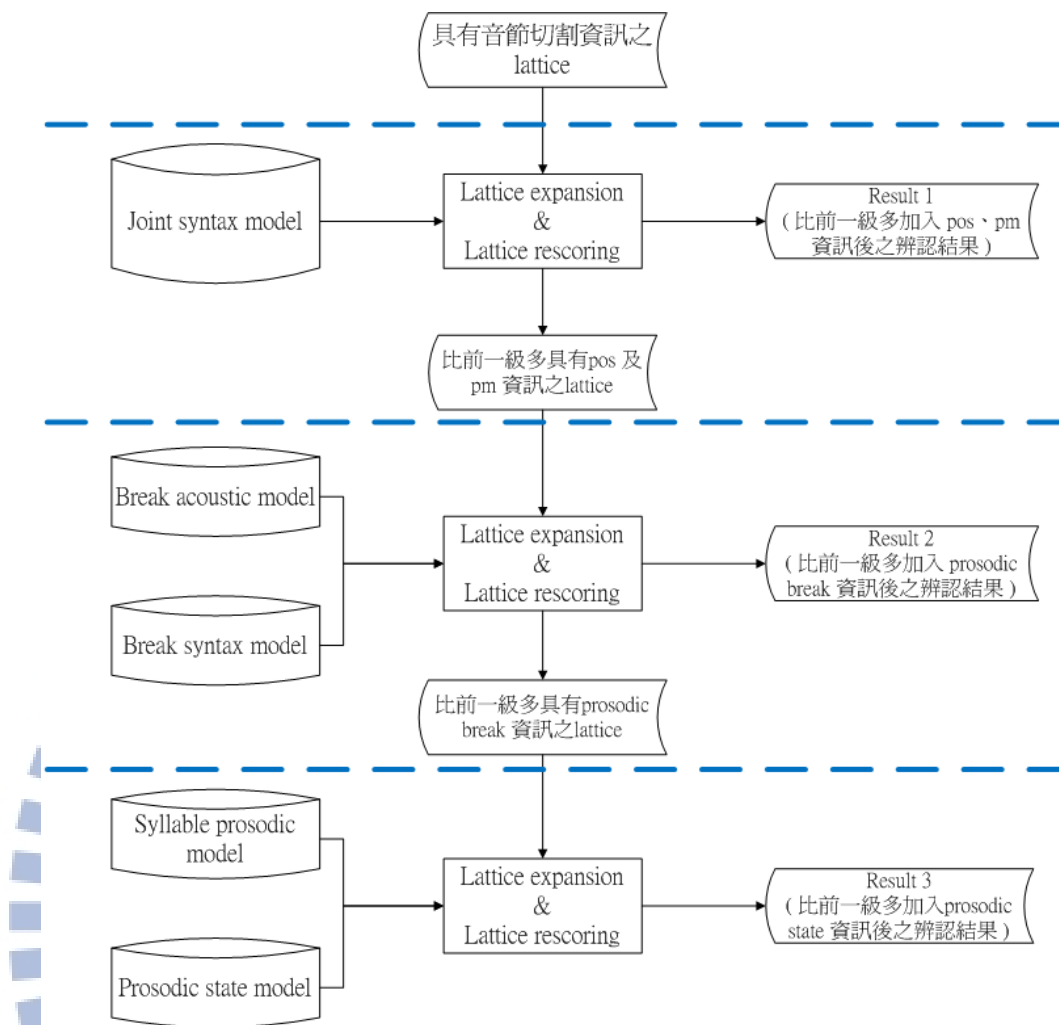 具有音節切割資訊之
lattice
Joint syntax model
Lattice expansion
&
Lattice rescoring
Result 1
( 比前一級多加入 pos、pm
資訊後之辨認結果 )
比前一級多具有pos 及
pm 資訊之lattice
Break acoustic model
Break syntax model
Lattice expansion
&
Lattice rescoring
Result 2
( 比前一級多加入 prosodic
break 資訊後之辨認結果 )
比前一級多具有prosodic
break 資訊之lattice
Syllable prosodic
model
Prosodic state model
Lattice expansion
&
Lattice rescoring
Result 3
( 比前一級多加入prosodic
state 資訊後之辨認結果 )